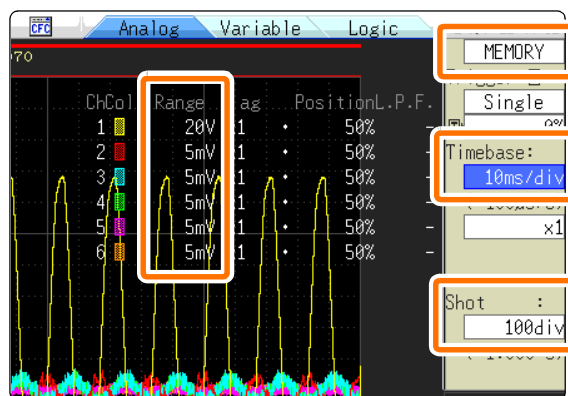 CFC Analog Variable Logic
MEMORY
70
Single
ChCol Range ag Position L.P.F.
1 20V 1 • 50% -
2 5mV 1 • 50% -
Timebase:
3 5mV 1 • 50% -
10ms/div
4 5mV 1 • 50% -
5 5mV 1 • 50% -
x1
6 5mV 1 • 50% -
Shot :
100div